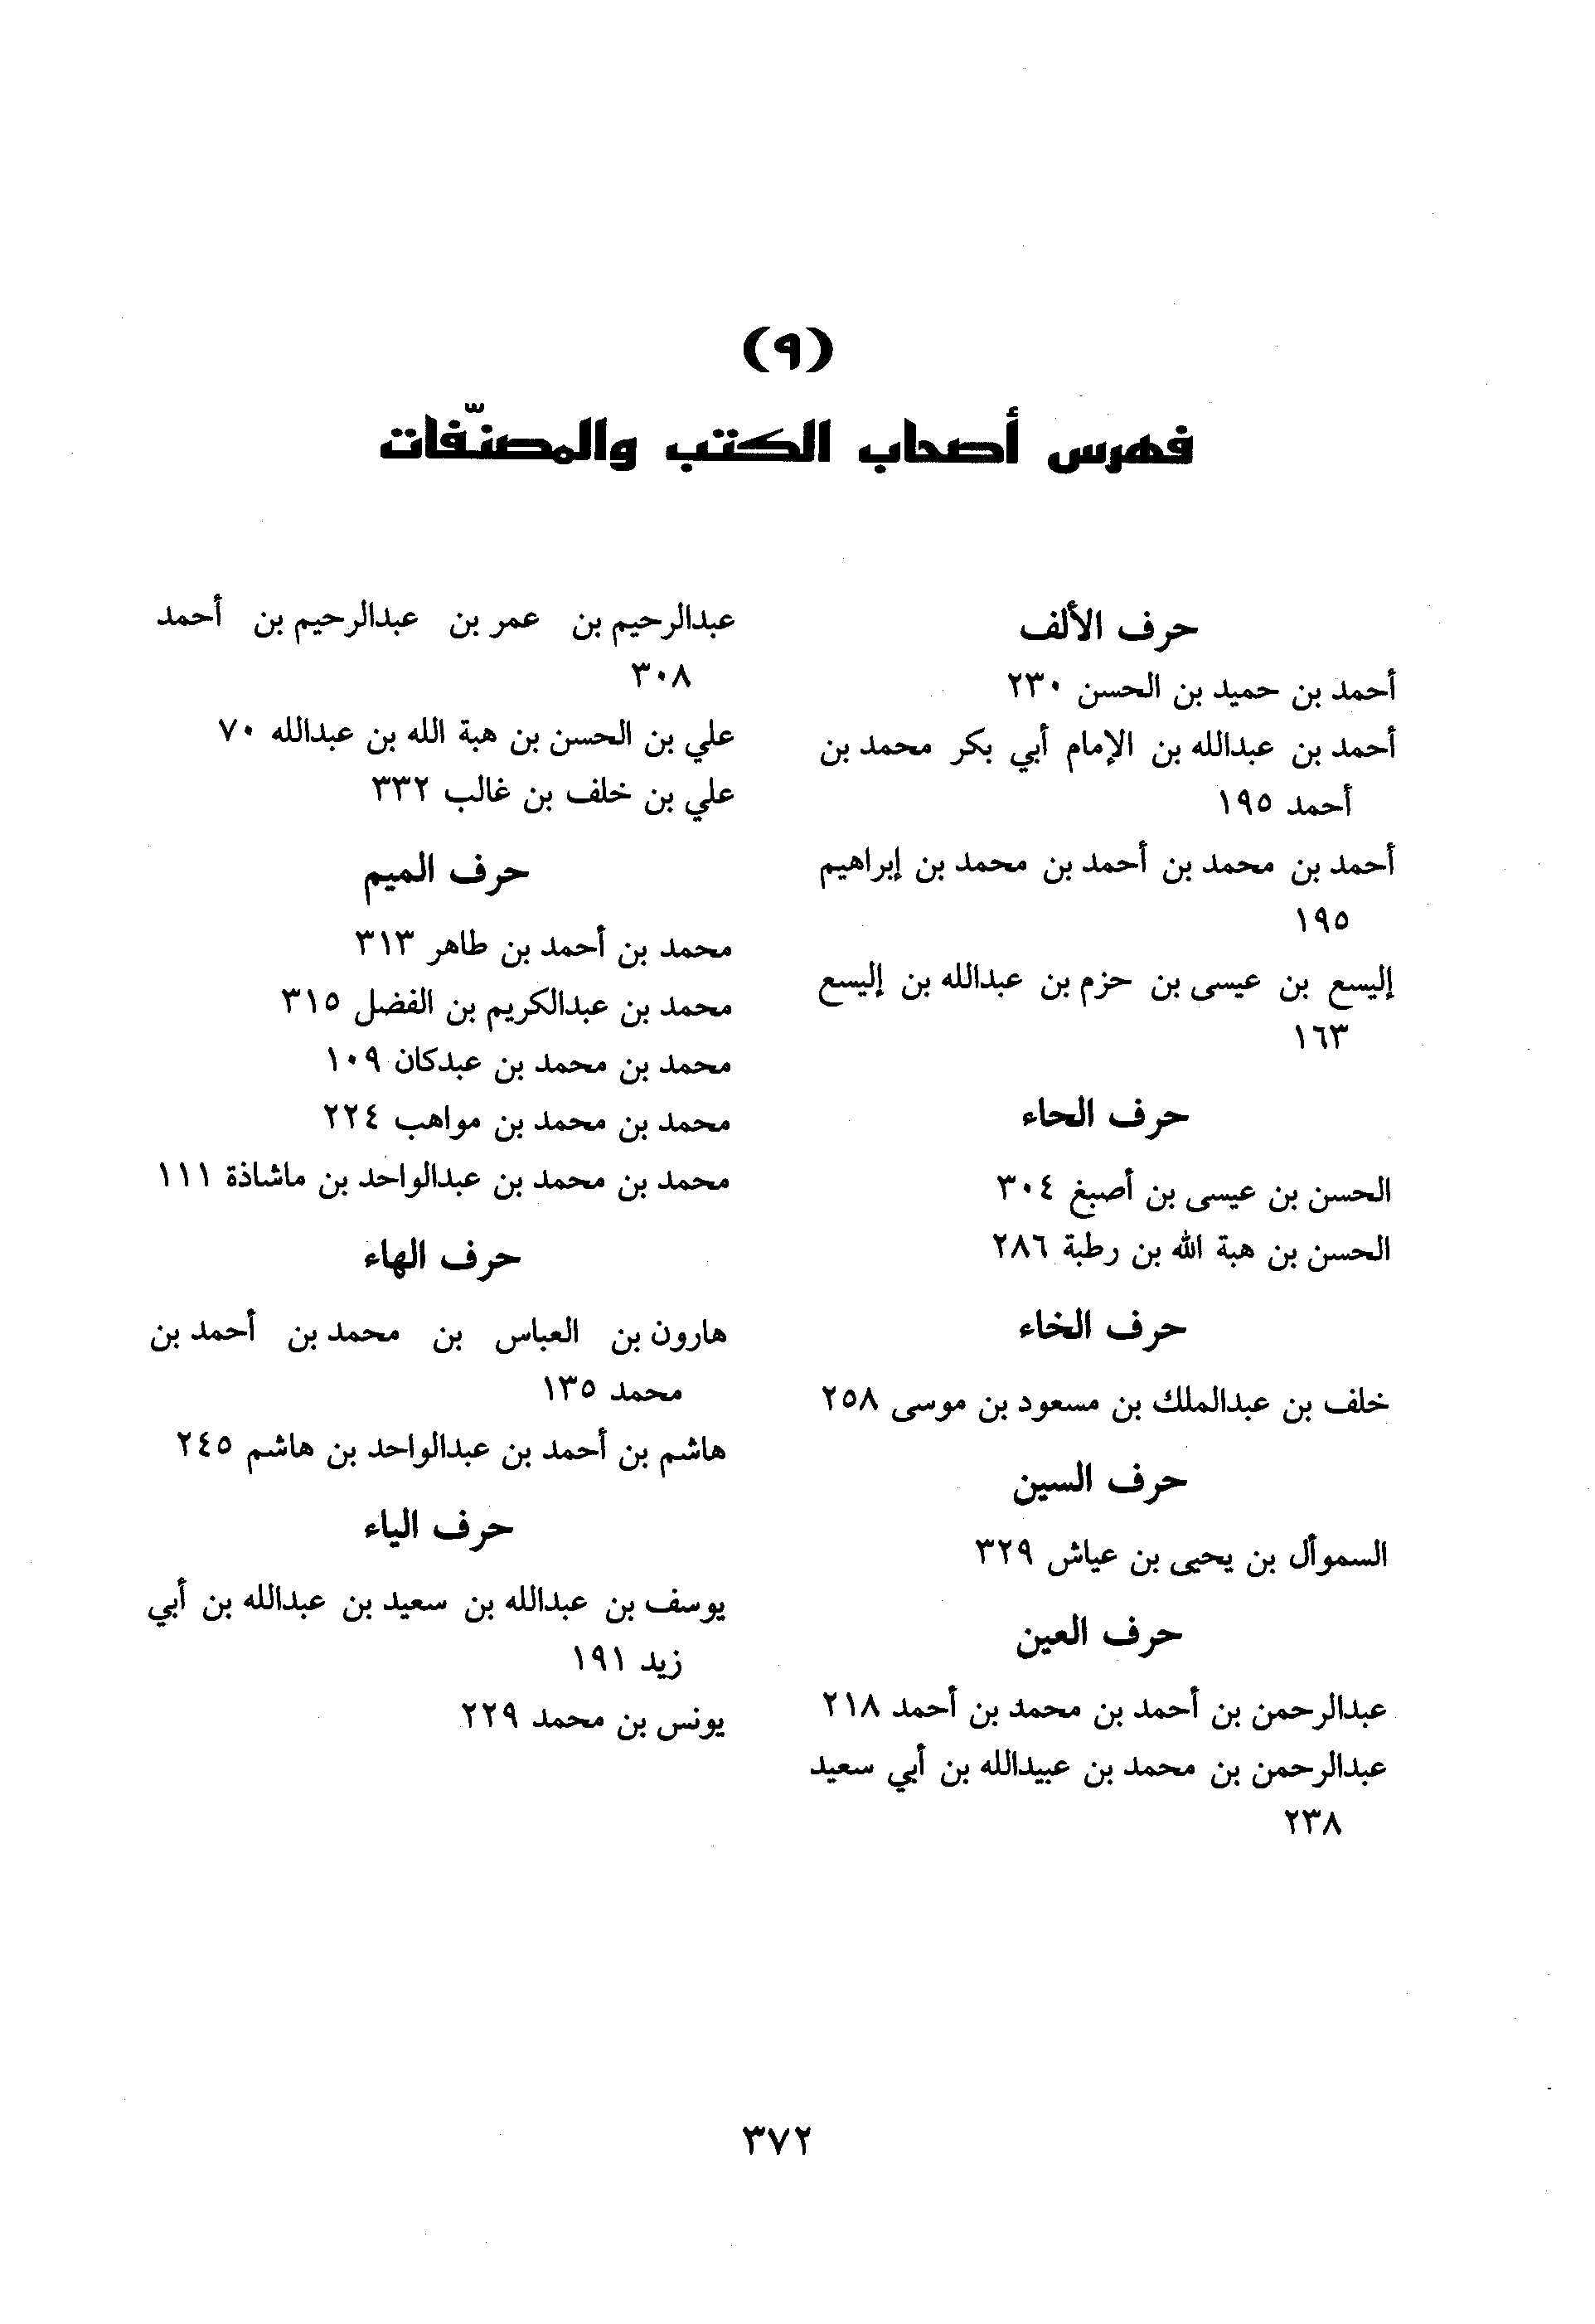 (٩)
فهرس أصحاب الكتب والمصنّفات
حرف الألف
أحمد بن حميد بن الحسن ٢٣٠
أحمد بن عبدالله بن الإمام أبي بكر محمد بن
أحمد ١٩٥
أحمد بن محمد بن أحمد بن محمد بن إبراهيم
١٩٥
إليسع بن عيسى بن حزم بن عبدالله بن إليسع
١٦٣
حرف الحاء
الحسن بن عيسى بن أصبغ ٣٠٤
الحسن بن هبة الله بن رطبة ٢٨٦
حرف الخاء
خلف بن عبدالملك بن مسعود بن موسى ٢٥٨
حرف السين
السموأل بن يحيى بن عياش ٣٢٩
حرف العين
عبدالرحمن بن أحمد بن محمد بن أحمد ٢١٨
عبدالرحمن بن محمد بن عبيدالله بن أبي سعيد
٢٣٨
عبدالرحيم بن عمر بن عبدالرحيم بن أحمد
٣٠٨
علي بن الحسن بن هبة الله بن عبدالله ٧٠
علي بن خلف بن غالب ٣٣٢
حرف الميم
محمد بن أحمد بن طاهر ٣١٣
محمد بن عبدالكريم بن الفضل ٣١٥
محمد بن محمد بن عبدكان ١٠٩
محمد بن محمد بن مواهب ٢٢٤
محمد بن محمد بن عبدالواحد بن ماشاذة ١١١
حرف الهاء
هارون بن العباس بن محمد بن أحمد بن
محمد ١٣٥
هاشم بن أحمد بن عبدالواحد بن هاشم ٢٤٥
حرف الياء
يوسف بن عبدالله بن سعيد بن عبدالله بن أبي
زيد ١٩١
يونس بن محمد ٢٢٩
٣٧٢